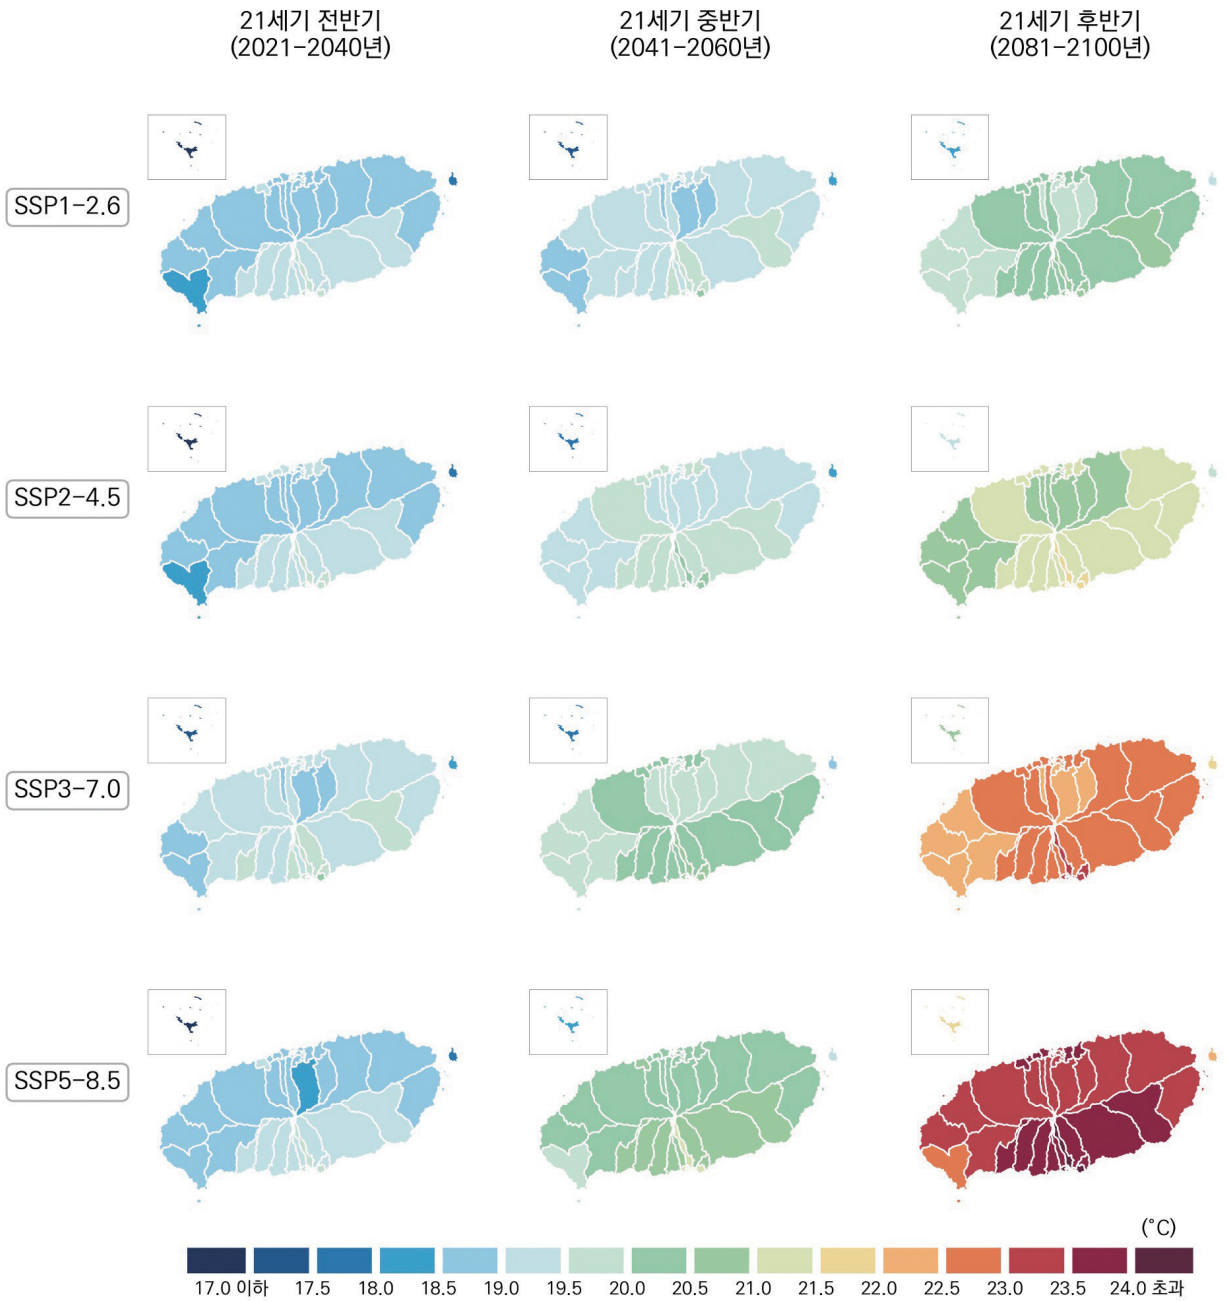 21세기 전반기
(2021-2040년)
21세기 중반기
(2041-2060년)
21세기 후반기
(2081-2100년)
SSP1-2.6
SSP2-4.5
SSP3-7.0
SSP5-8.5
(°C)
17.0 이하 17.5 18.0 18.5 19.0 19.5 20.0 20.5 21.0 21.5 22.0 22.5 23.0 23.5 24.0 초과